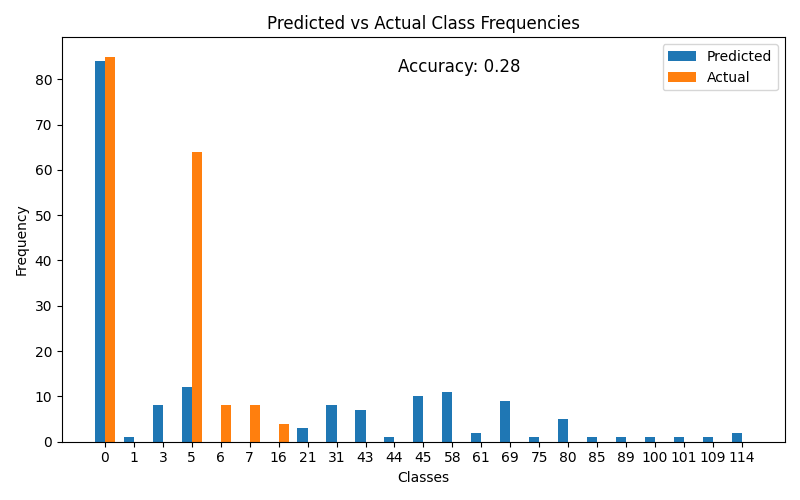 Predicted vs Actual Class Frequencies
Accuracy: 0.28
Predicted
Actual
Frequency
80
70
60
50
40
30
20
10
0
0 1 3 5 6 7 16 21 31 43 44 45 58 61 69 75 80 85 89 100 101 109 114
Classes